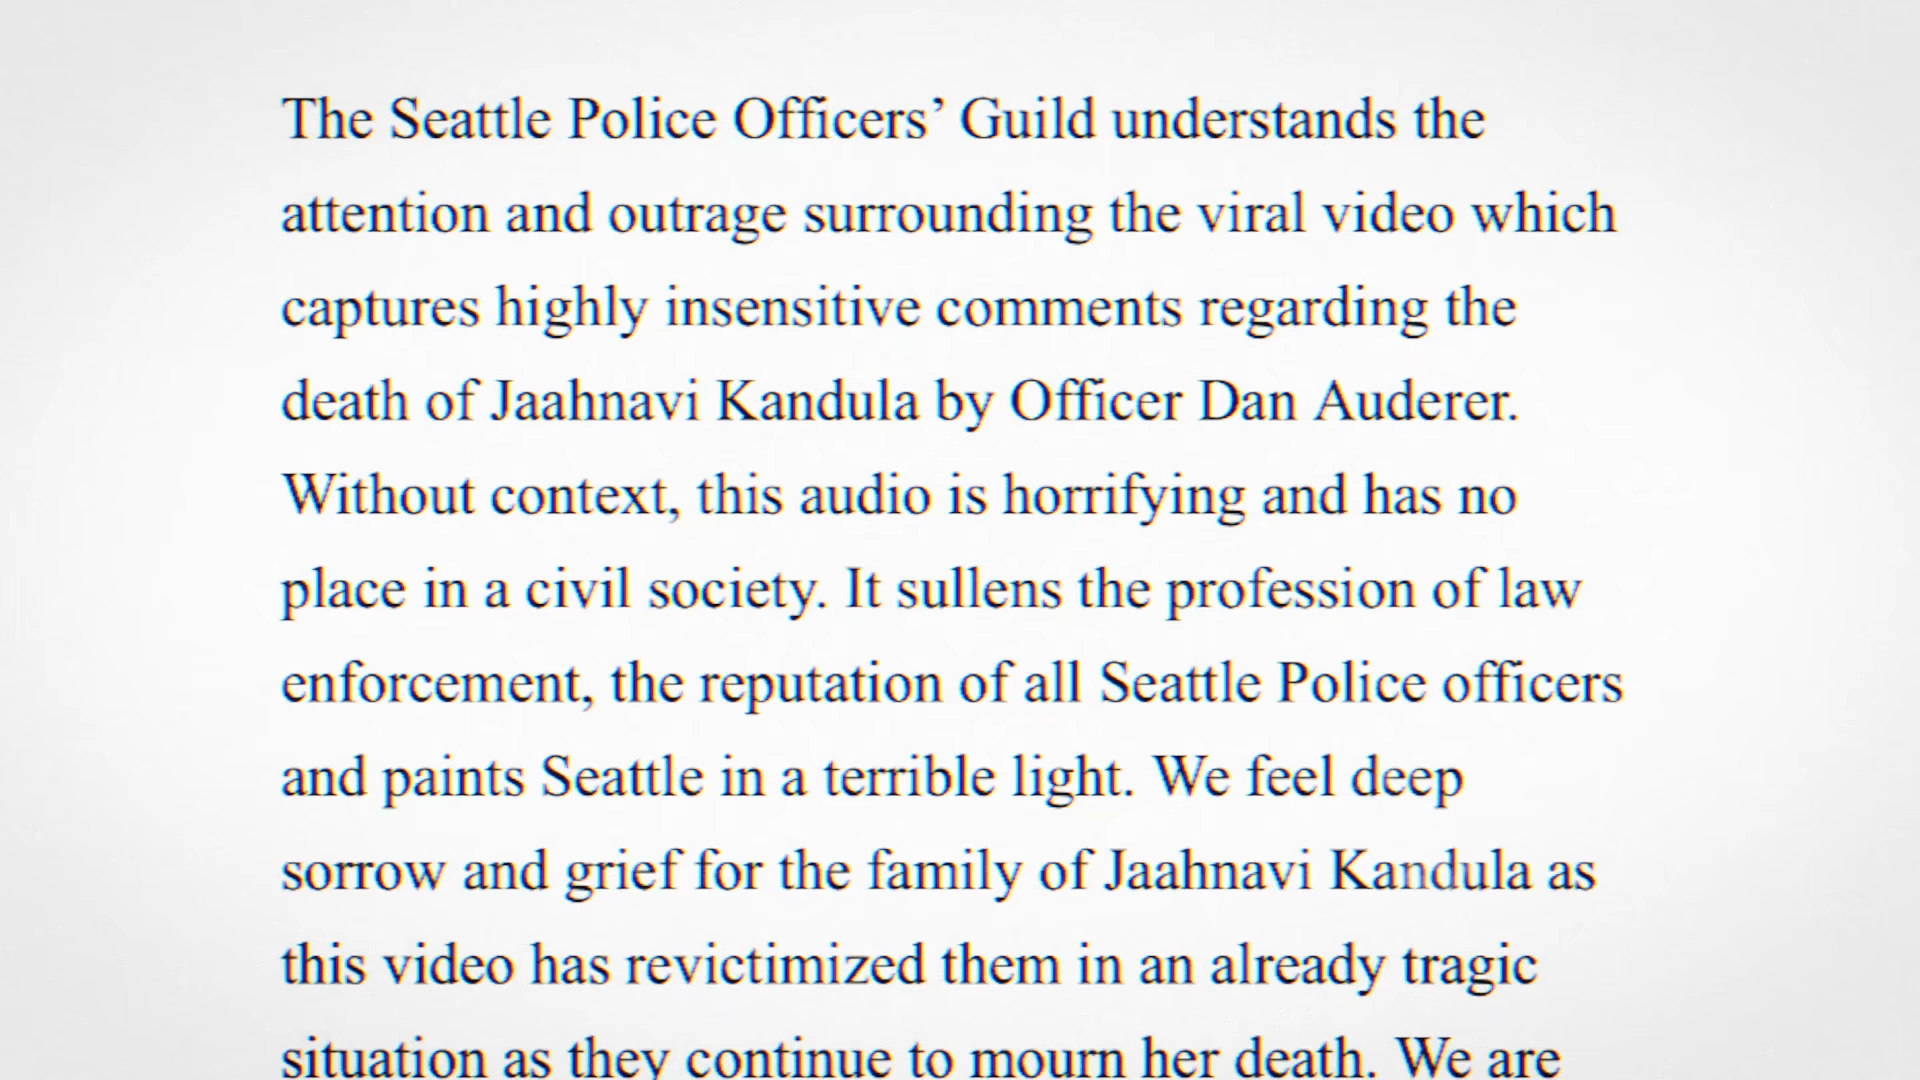 The Seattle Police Officers’ Guild understands the
attention and outrage surrounding the viral video which
captures highly insensitive comments regarding the
death of Jaahnavi Kandula by Officer Dan Auderer.
Without context, this audio is horrifying and has no
place in a civil society. It sullens the profession of law
enforcement, the reputation of all Seattle Police officers
and paints Seattle in a terrible light. We feel deep
sorrow and grief for the family of Jaahnavi Kandula as
this video has revictimized them in an already tragic
situation as they continue to mourn her death. We are